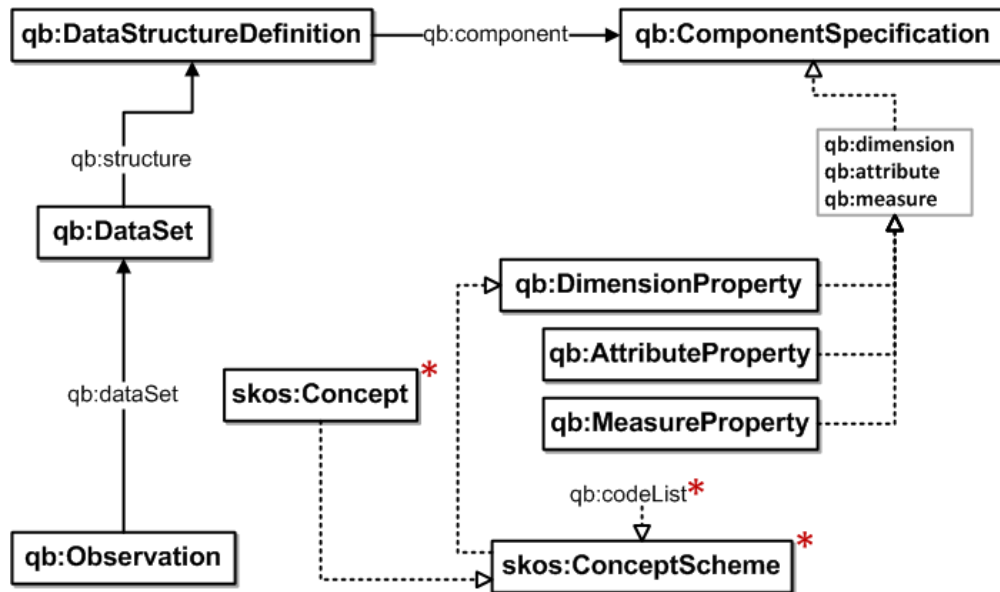 qb:DataStructureDefinition
qb:component
qb:ComponentSpecification
qb:structure
qb:dimension
qb:attribute
qb:measure
qb:DataSet
qb:DimensionProperty
qb:AttributeProperty
qb:dataSet
skos:Concept*
qb:MeasureProperty
qb:codeList*
qb:Observation
skos:ConceptScheme*